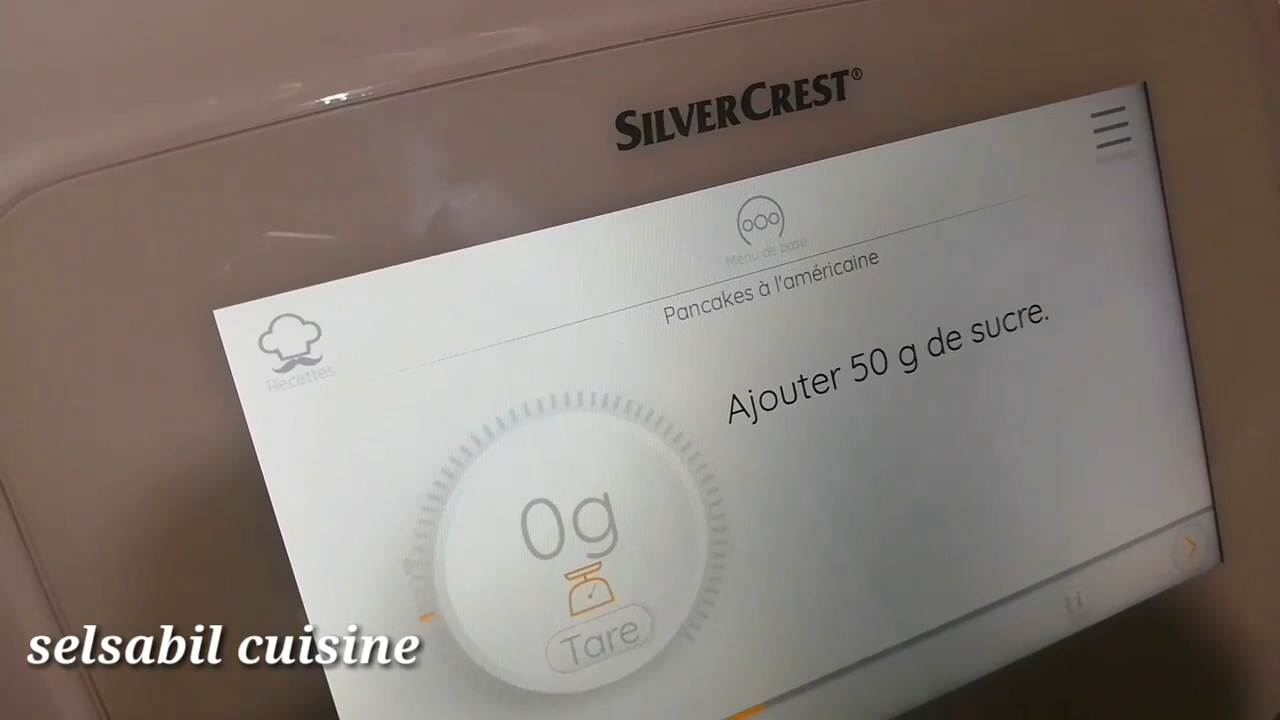 SILVERCREST®
Menu de base
Pancakes à l'américaine
Recettes
Ajouter 50 g de sucre.
0g
Tare
selsabil cuisine